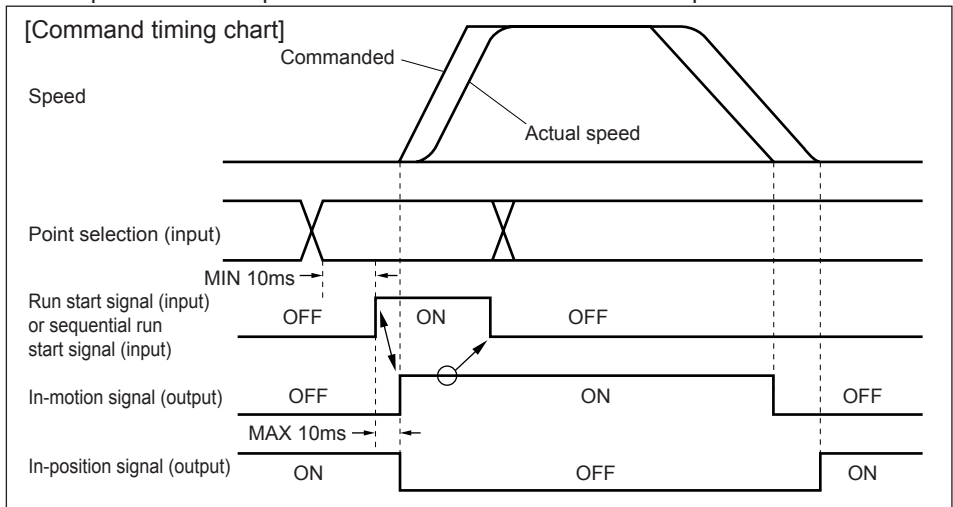 [Command timing chart]
Commanded
Speed
Actual speed
Point selection (input)
MIN 10ms
Run start signal (input)
or sequential run
start signal (input)
OFF ON OFF
In-motion signal (output)
OFF ON OFF
MAX 10ms
In-position signal (output)
ON OFF ON